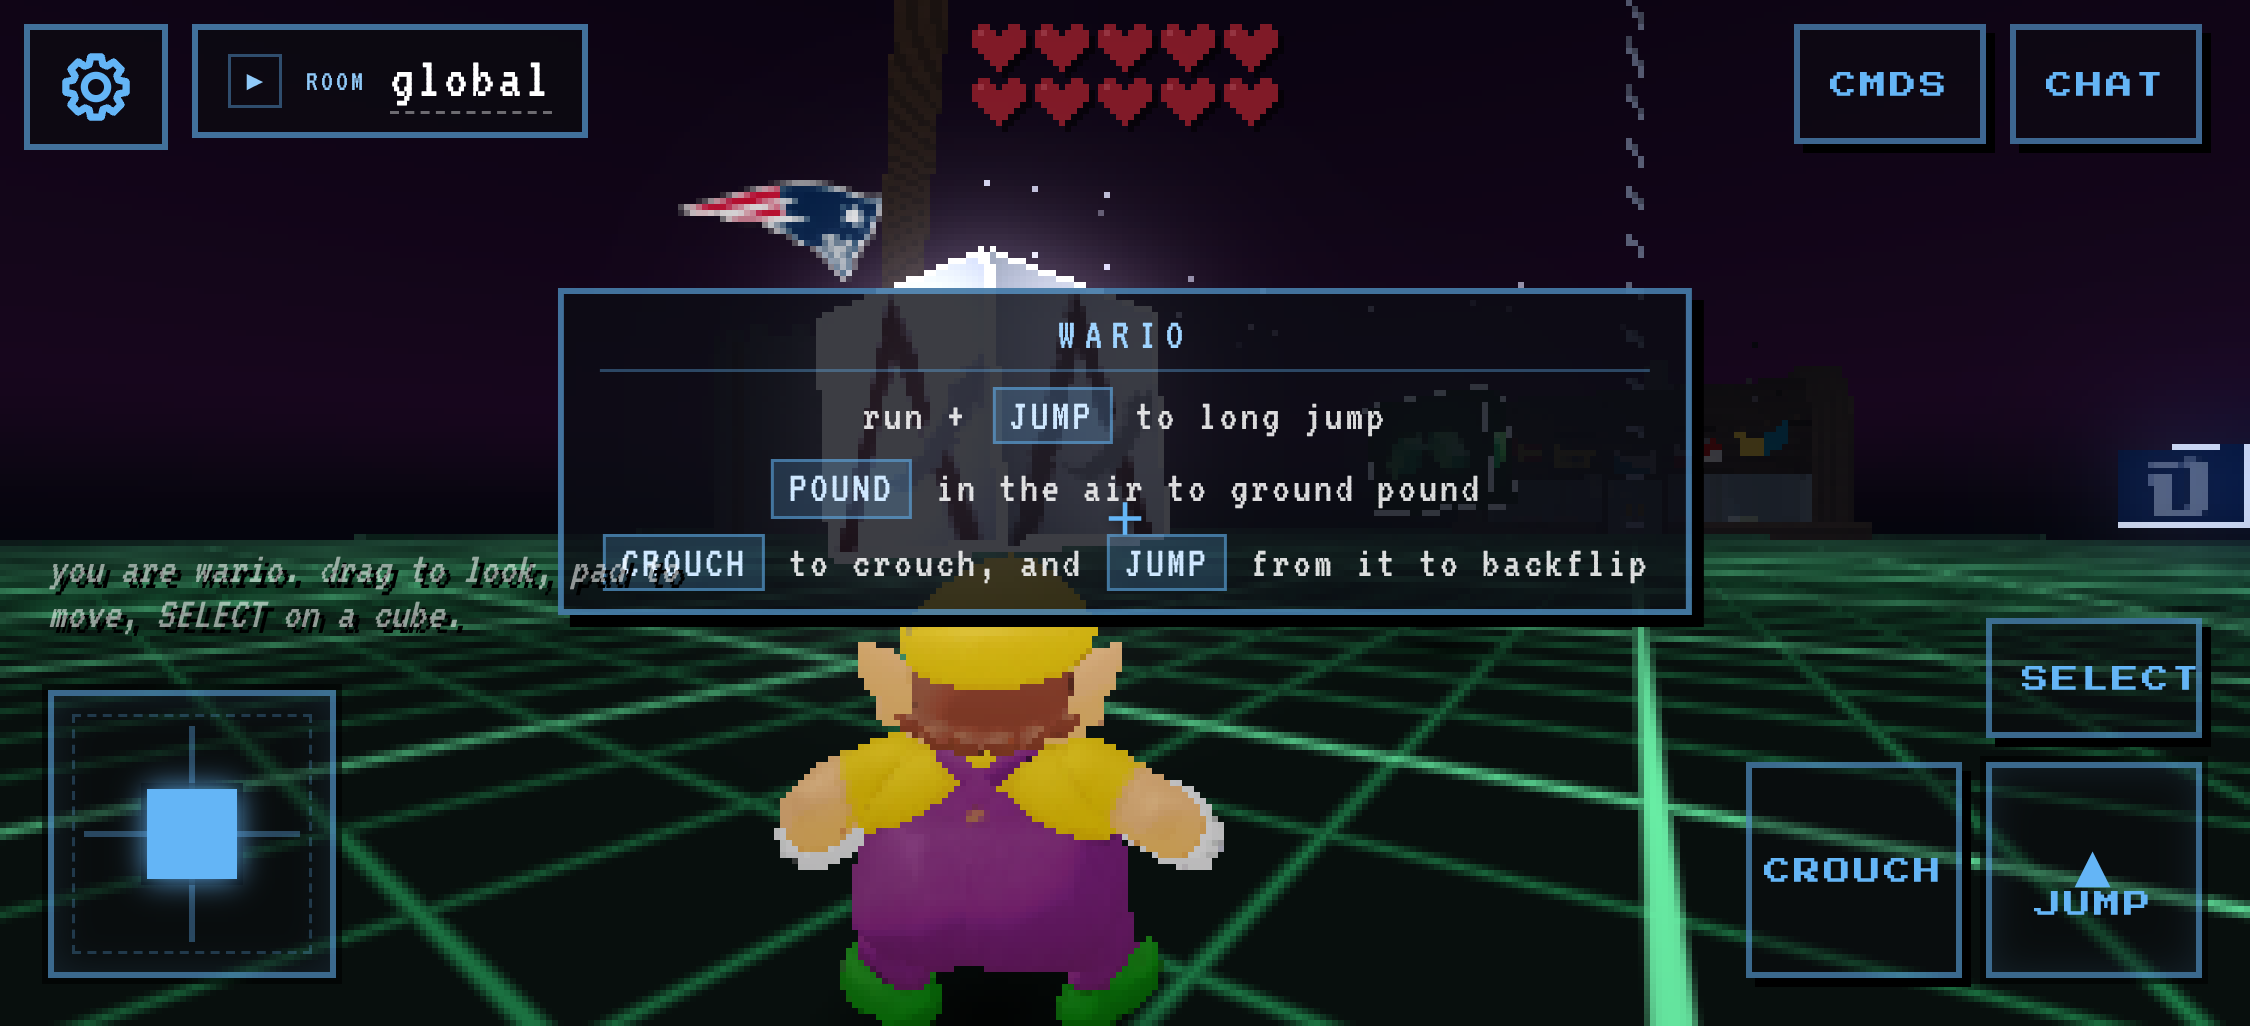 ROOM global
CMDS
CHAT
WARIO
run + JUMP to long jump
POUND in the air to ground pound
CROUCH to crouch, and JUMP from it to backflip
you are wario. drag to look, pad to
move, SELECT on a cube.
SELECT
CROUCH
JUMP